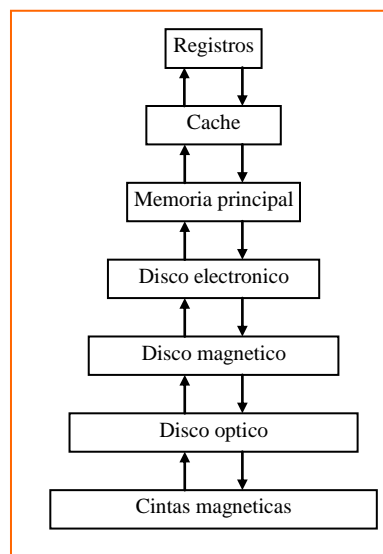 Registros
Cache
Memoria principal
Disco electronico
Disco magnetico
Disco optico
Cintas magneticas